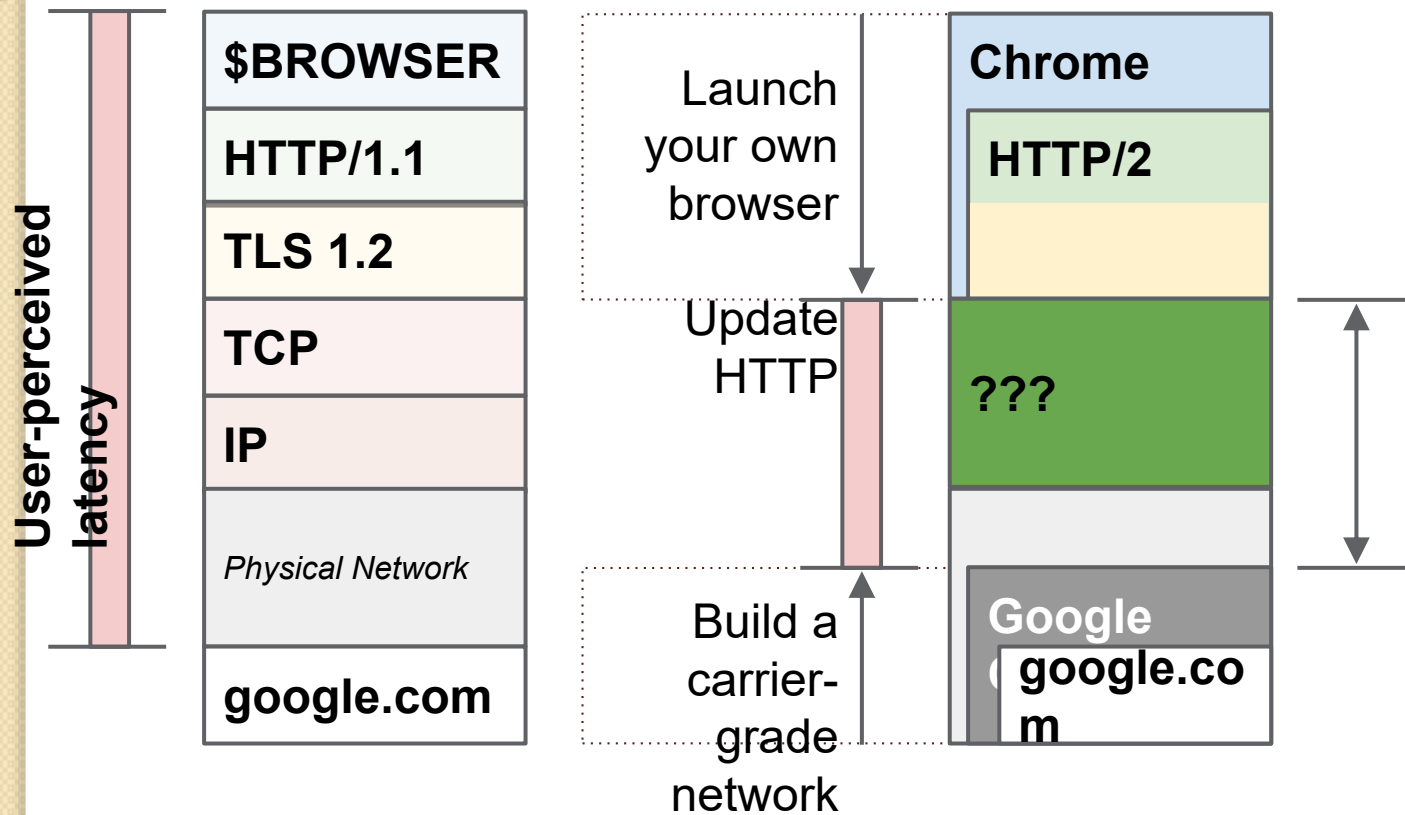 User-perceived
latency
$BROWSER
HTTP/1.1
TLS 1.2
TCP
IP
Physical Network
google.com
Launch
your own
browser
Update
HTTP
Build a
carrier-
grade
network
Chrome
HTTP/2
???
Google
google.co
m